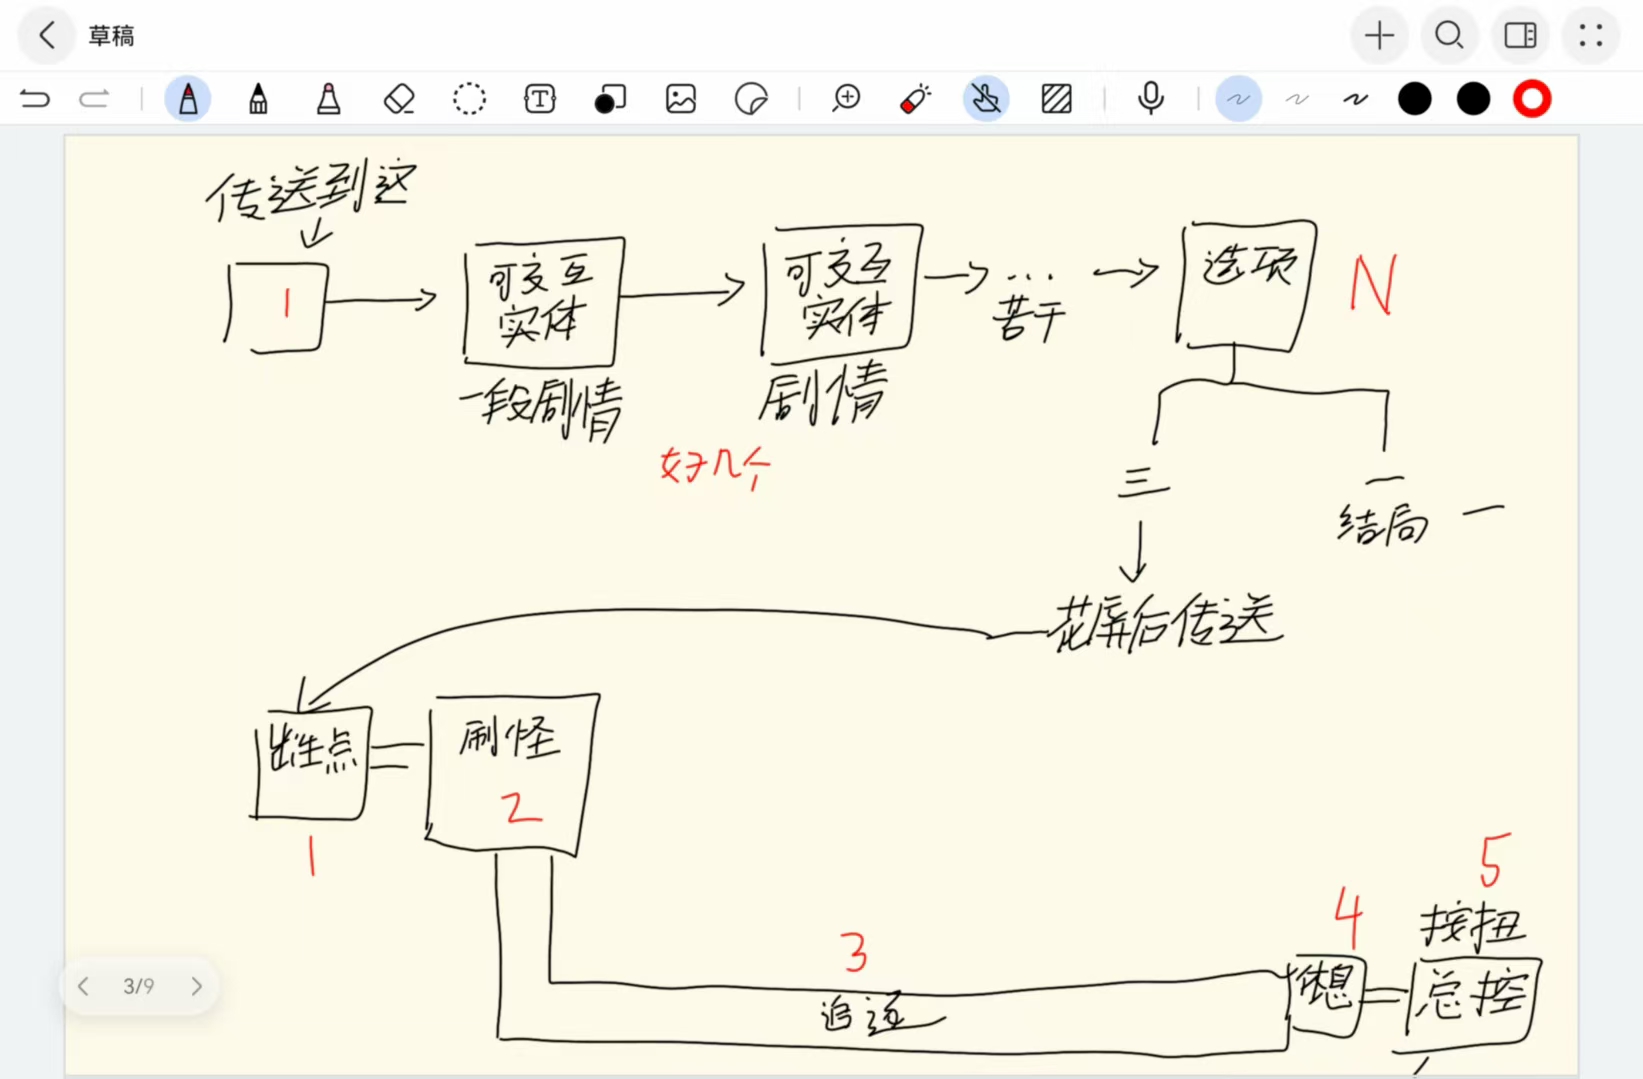 草稿
传送到这
1
可交互
实体
一段剧情
可交互
实体
剧情
好几个
...
若干
选项
N
三
一
结局 一
花屏后传送
出生点
1
刷怪
2
3
追逐
4
休息
5
按扭
总控
3/9